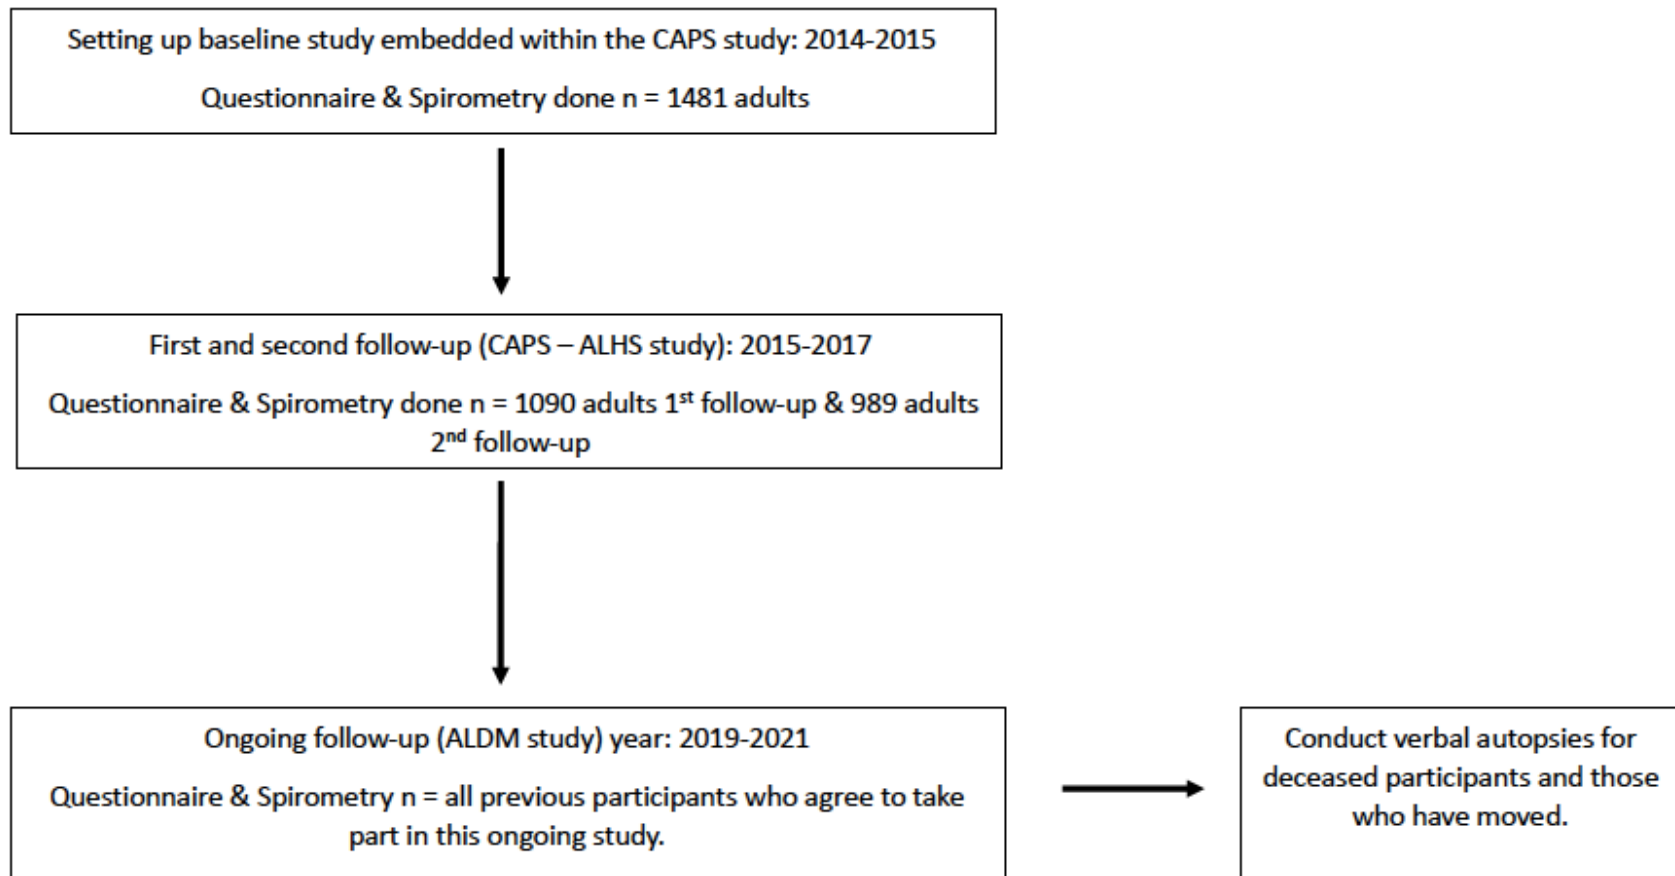 Setting up baseline study embedded within the CAPS study: 2014-2015
Questionnaire & Spirometry done n = 1481 adults
First and second follow-up (CAPS – ALHS study): 2015-2017
Questionnaire & Spirometry done n = 1090 adults 1st follow-up & 989 adults
2nd follow-up
Ongoing follow-up (ALDM study) year: 2019-2021
Questionnaire & Spirometry n = all previous participants who agree to take
part in this ongoing study.
Conduct verbal autopsies for
deceased participants and those
who have moved.